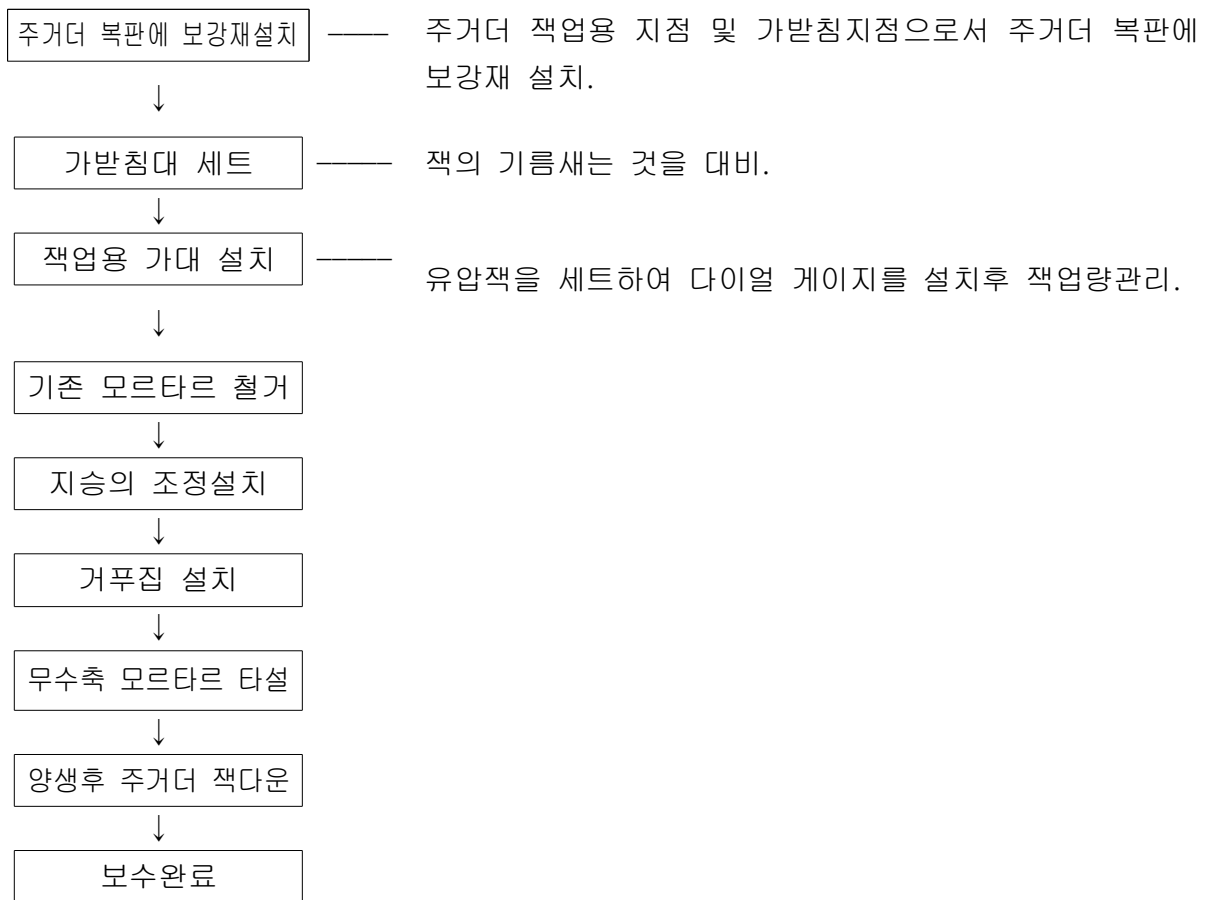 주거더 복판에 보강재설치 ──── 주거더 잭업용 지점 및 가받침지점으로서 주거더 복판에
보강재 설치.
↓
가받침대 세트 ───── 잭의 기름새는 것을 대비.
↓
잭업용 가대 설치 ─────
유압잭을 세트하여 다이얼 게이지를 설치후 잭업량관리.
↓
기존 모르타르 철거
↓
지승의 조정설치
↓
거푸집 설치
↓
무수축 모르타르 타설
↓
양생후 주거더 잭다운
↓
보수완료